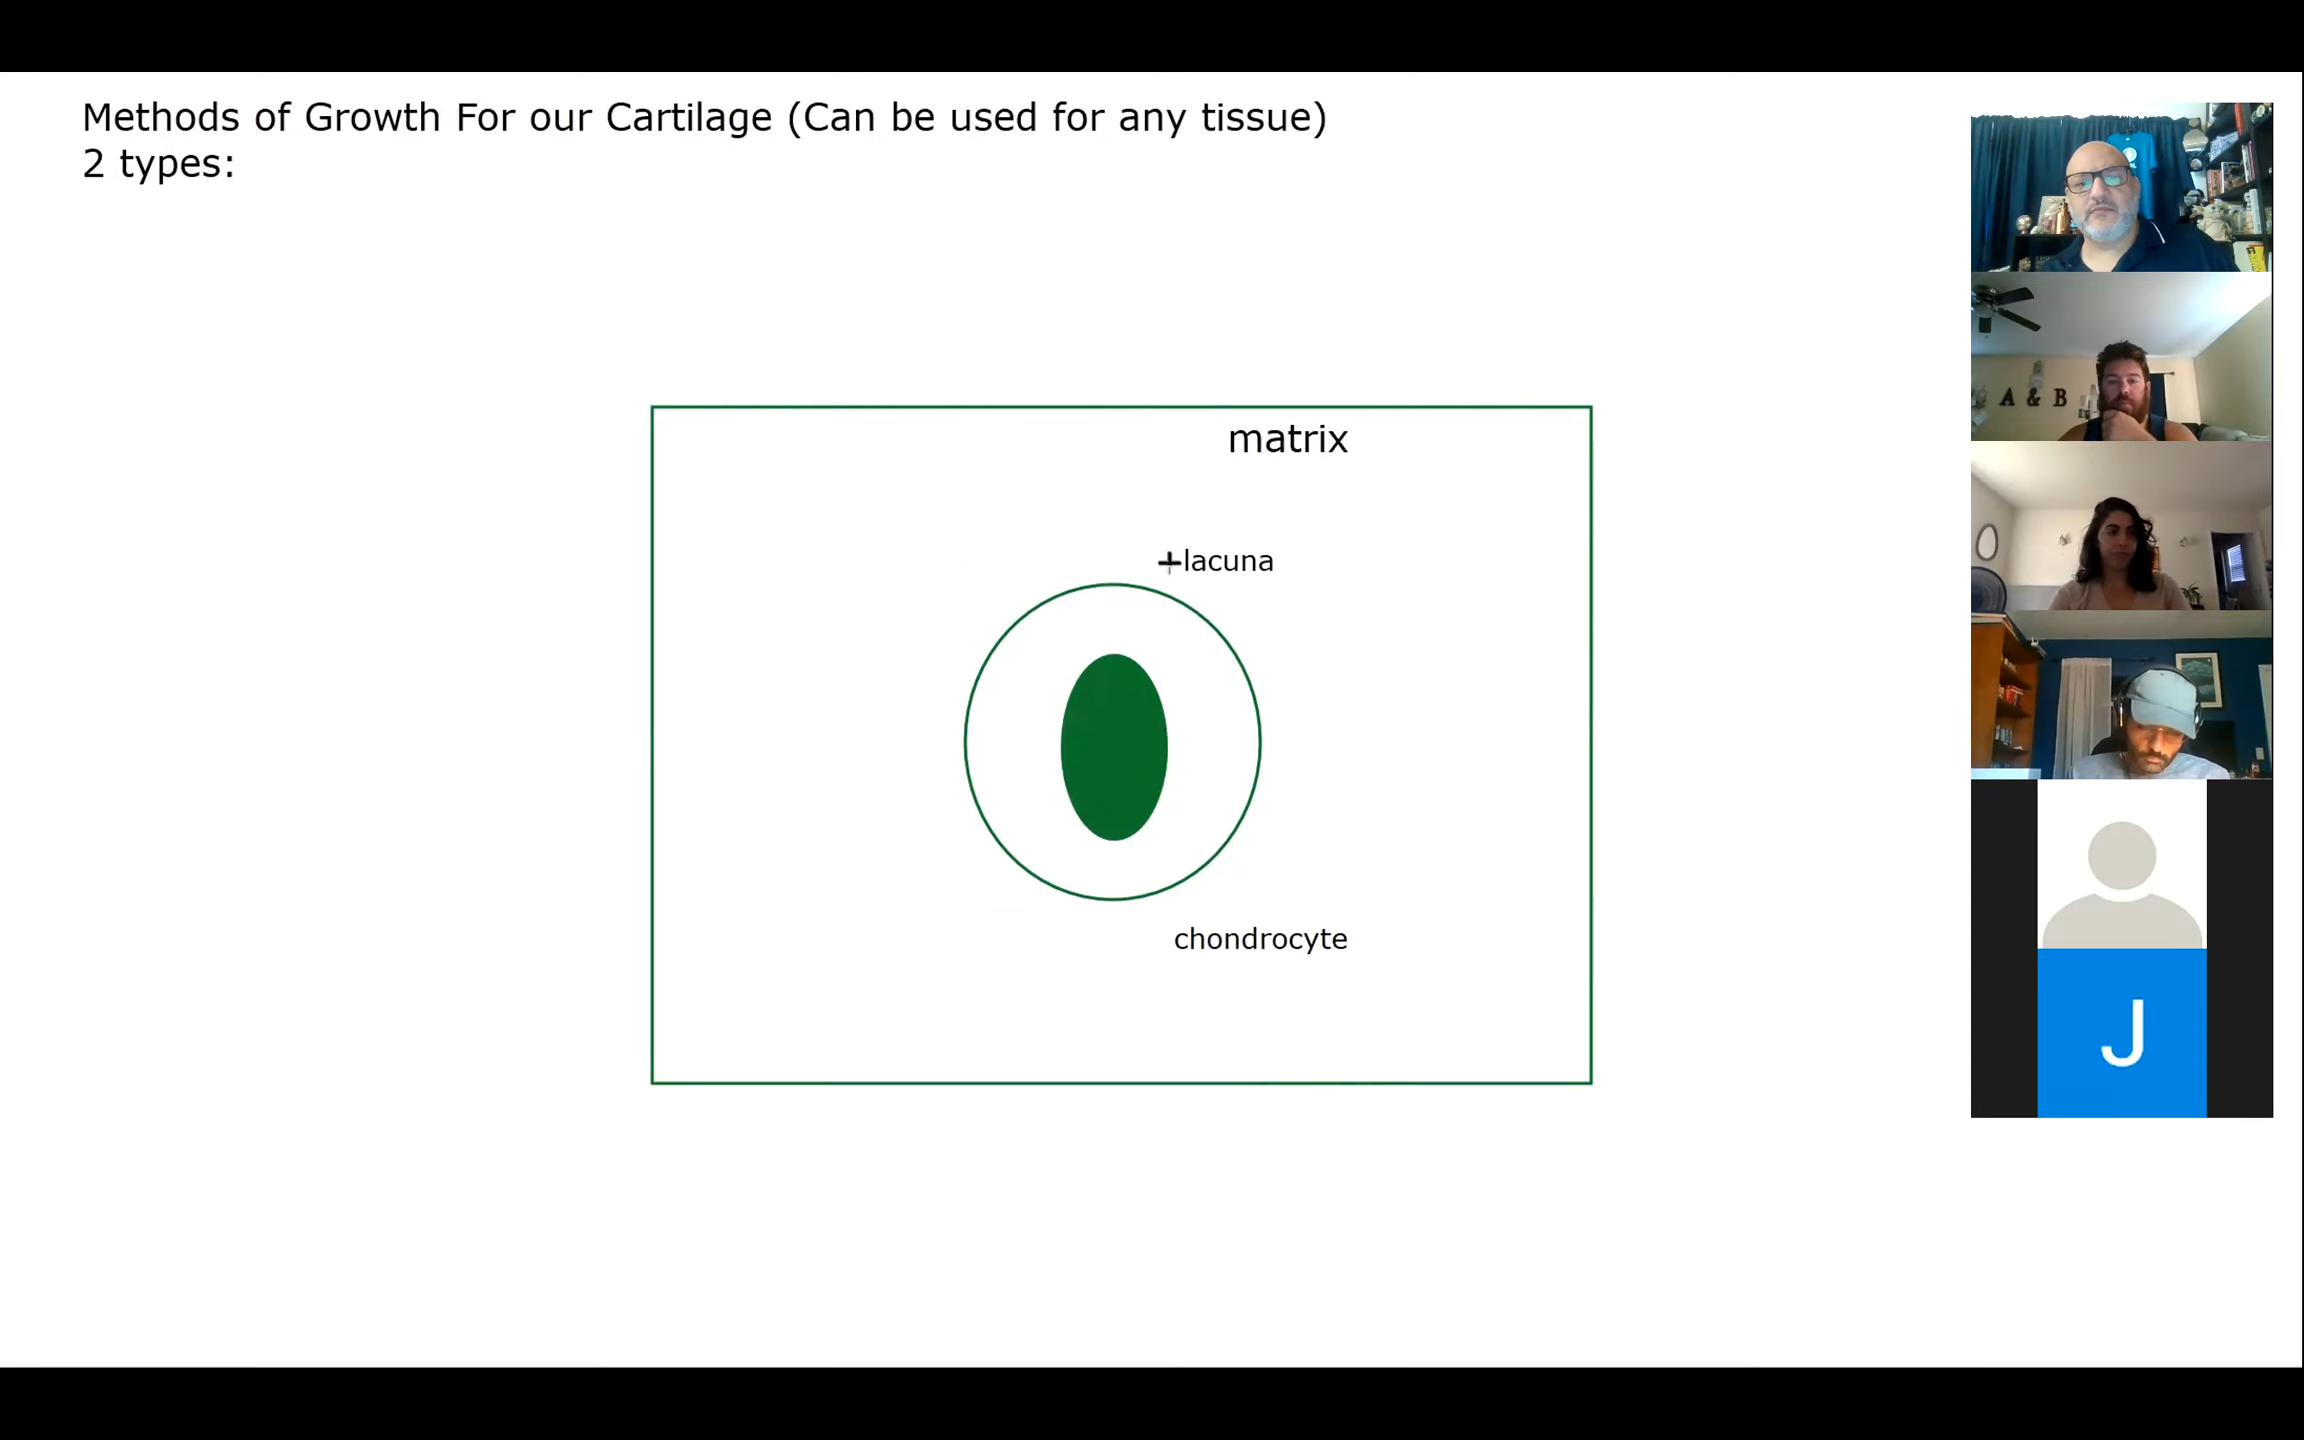 Methods of Growth For our Cartilage (Can be used for any tissue)
2 types:
matrix
lacuna
chondrocyte
A & B
J